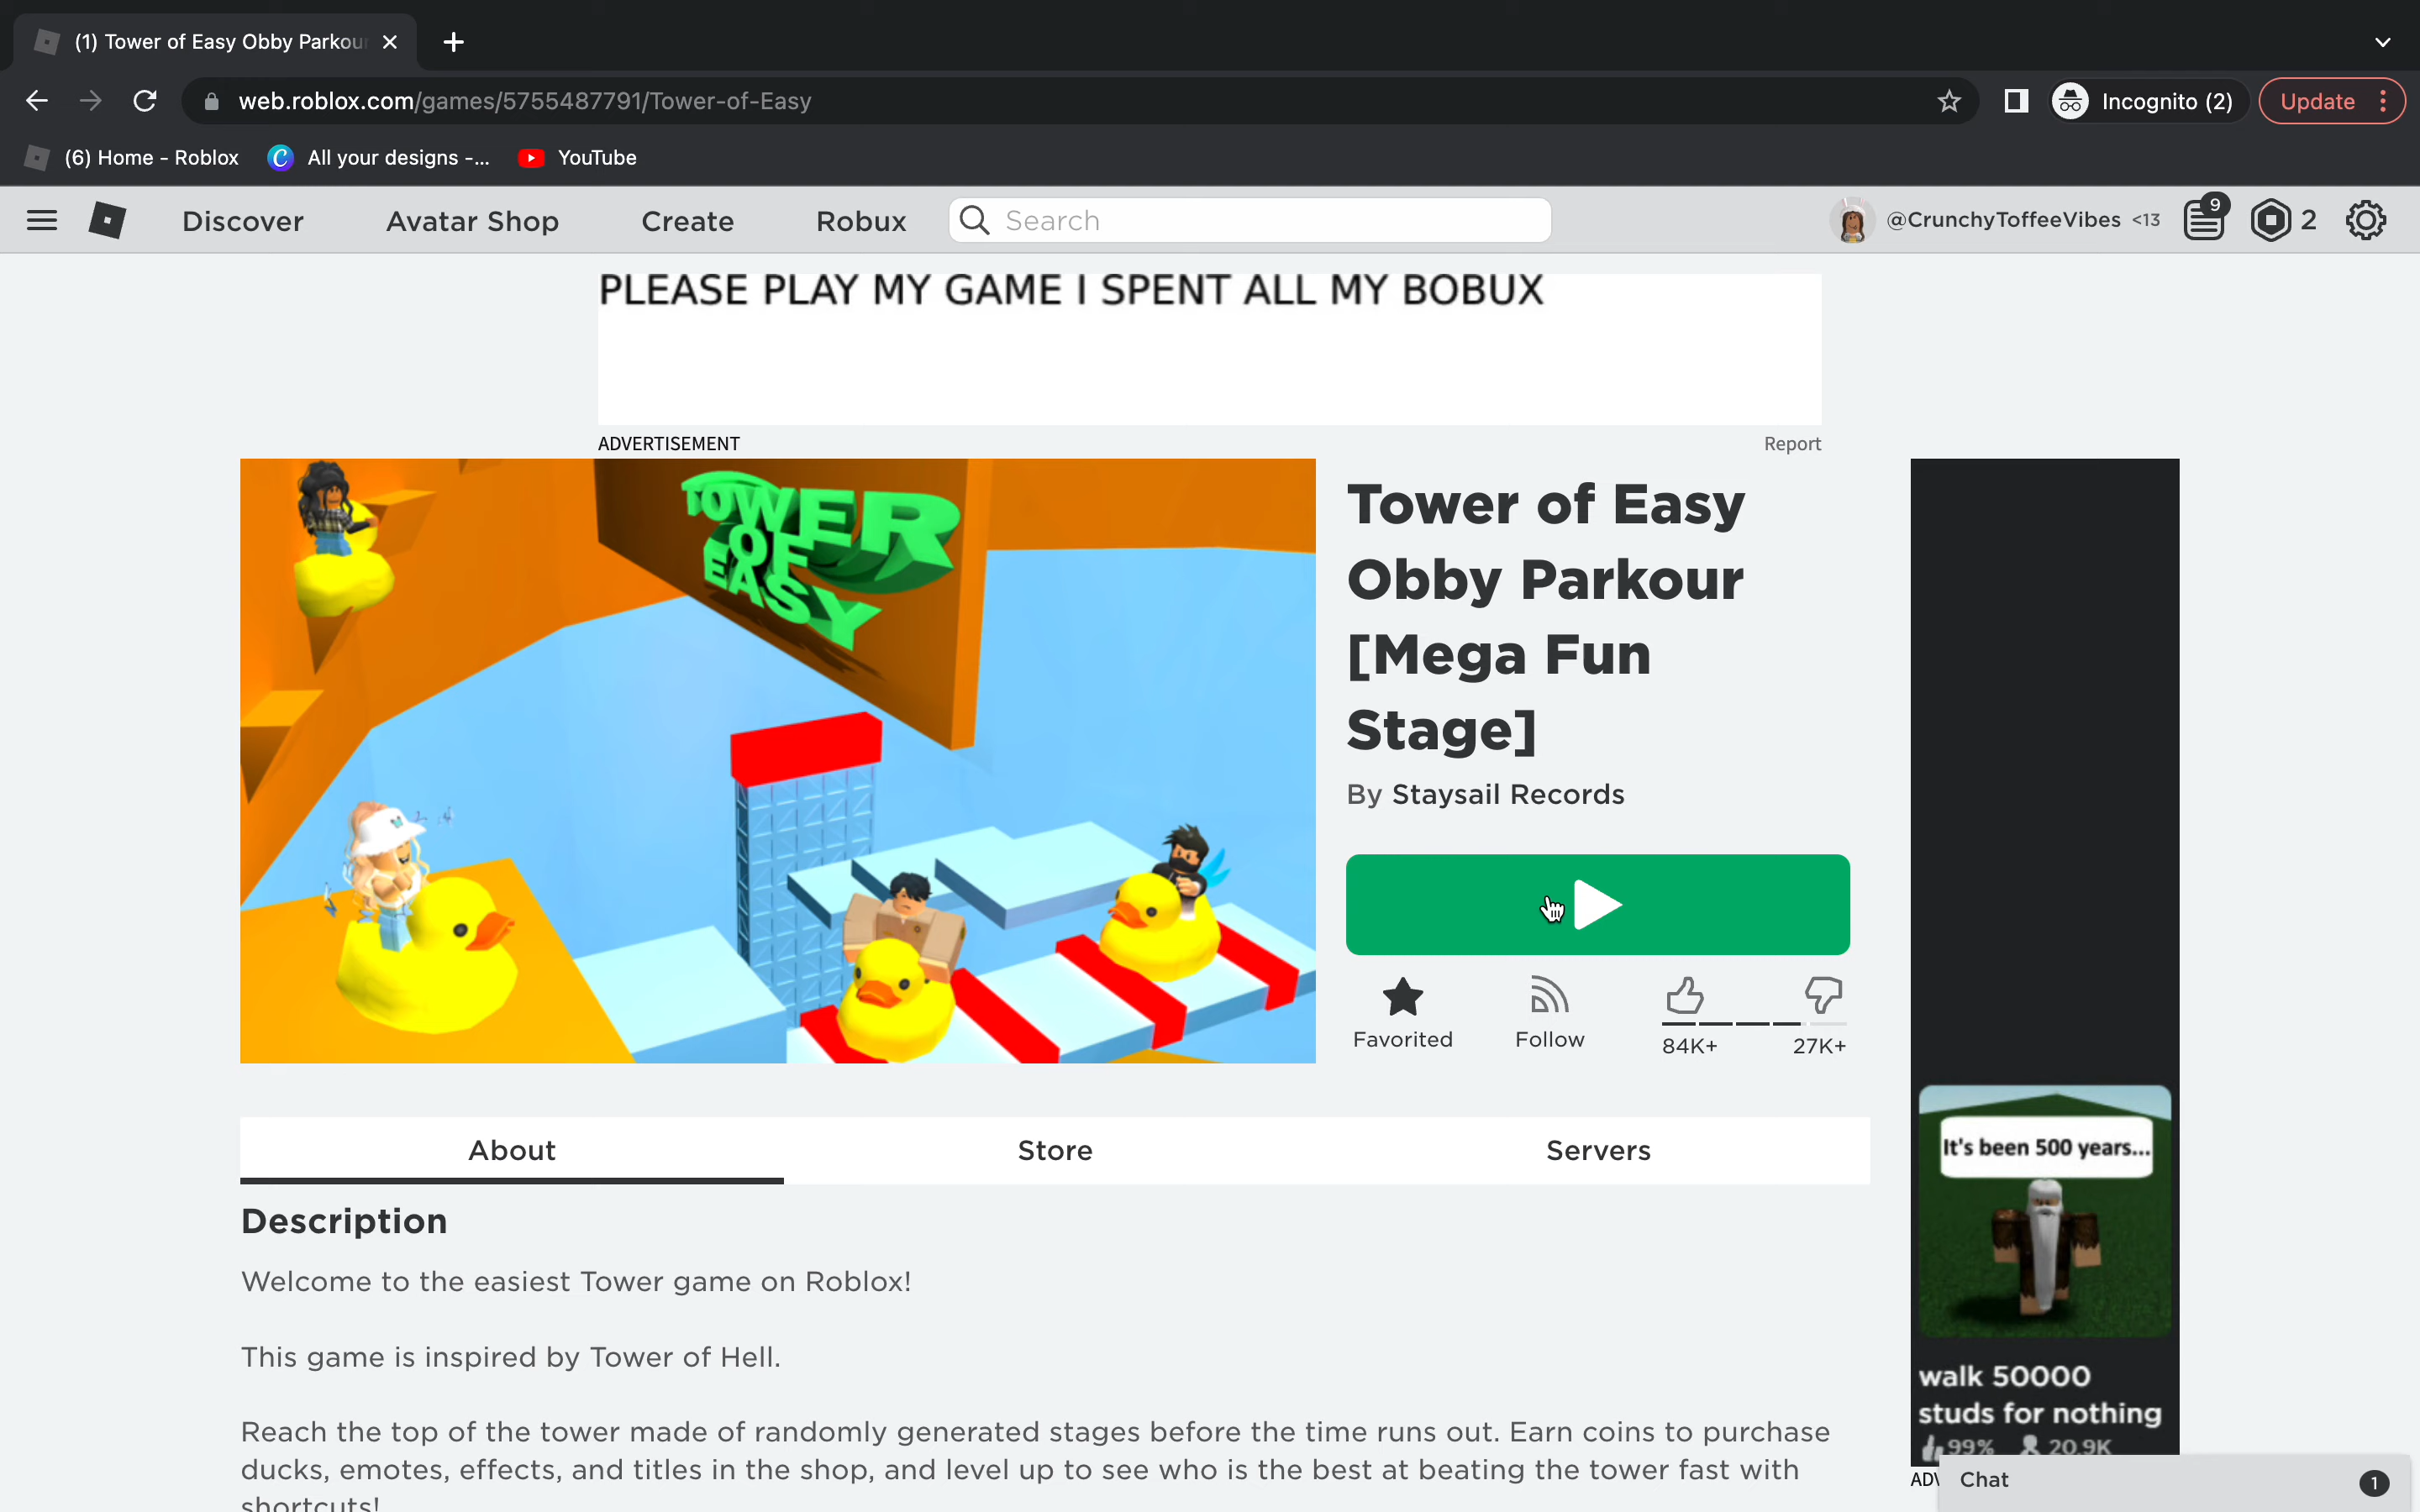 (1) Tower of Easy Obby Parkour
web.roblox.com/games/5755487791/Tower-of-Easy
Incognito (2)
Update
(6) Home - Roblox
All your designs -...
YouTube
Discover
Avatar Shop
Create
Robux
Search
@CrunchyToffeeVibes <13
9
2
PLEASE PLAY MY GAME I SPENT ALL MY BOBUX
ADVERTISEMENT
Report
TOWER
OF
EASY
Tower of Easy
Obby Parkour
[Mega Fun
Stage]
By Staysail Records
Favorited
Follow
84K+
27K+
About
Store
Servers
Description
Welcome to the easiest Tower game on Roblox!
This game is inspired by Tower of Hell.
Reach the top of the tower made of randomly generated stages before the time runs out. Earn coins to purchase
ducks, emotes, effects, and titles in the shop, and level up to see who is the best at beating the tower fast with
shortcuts!
It's been 500 years...
walk 50000
studs for nothing
99% 20.9K
ADV
Chat
1